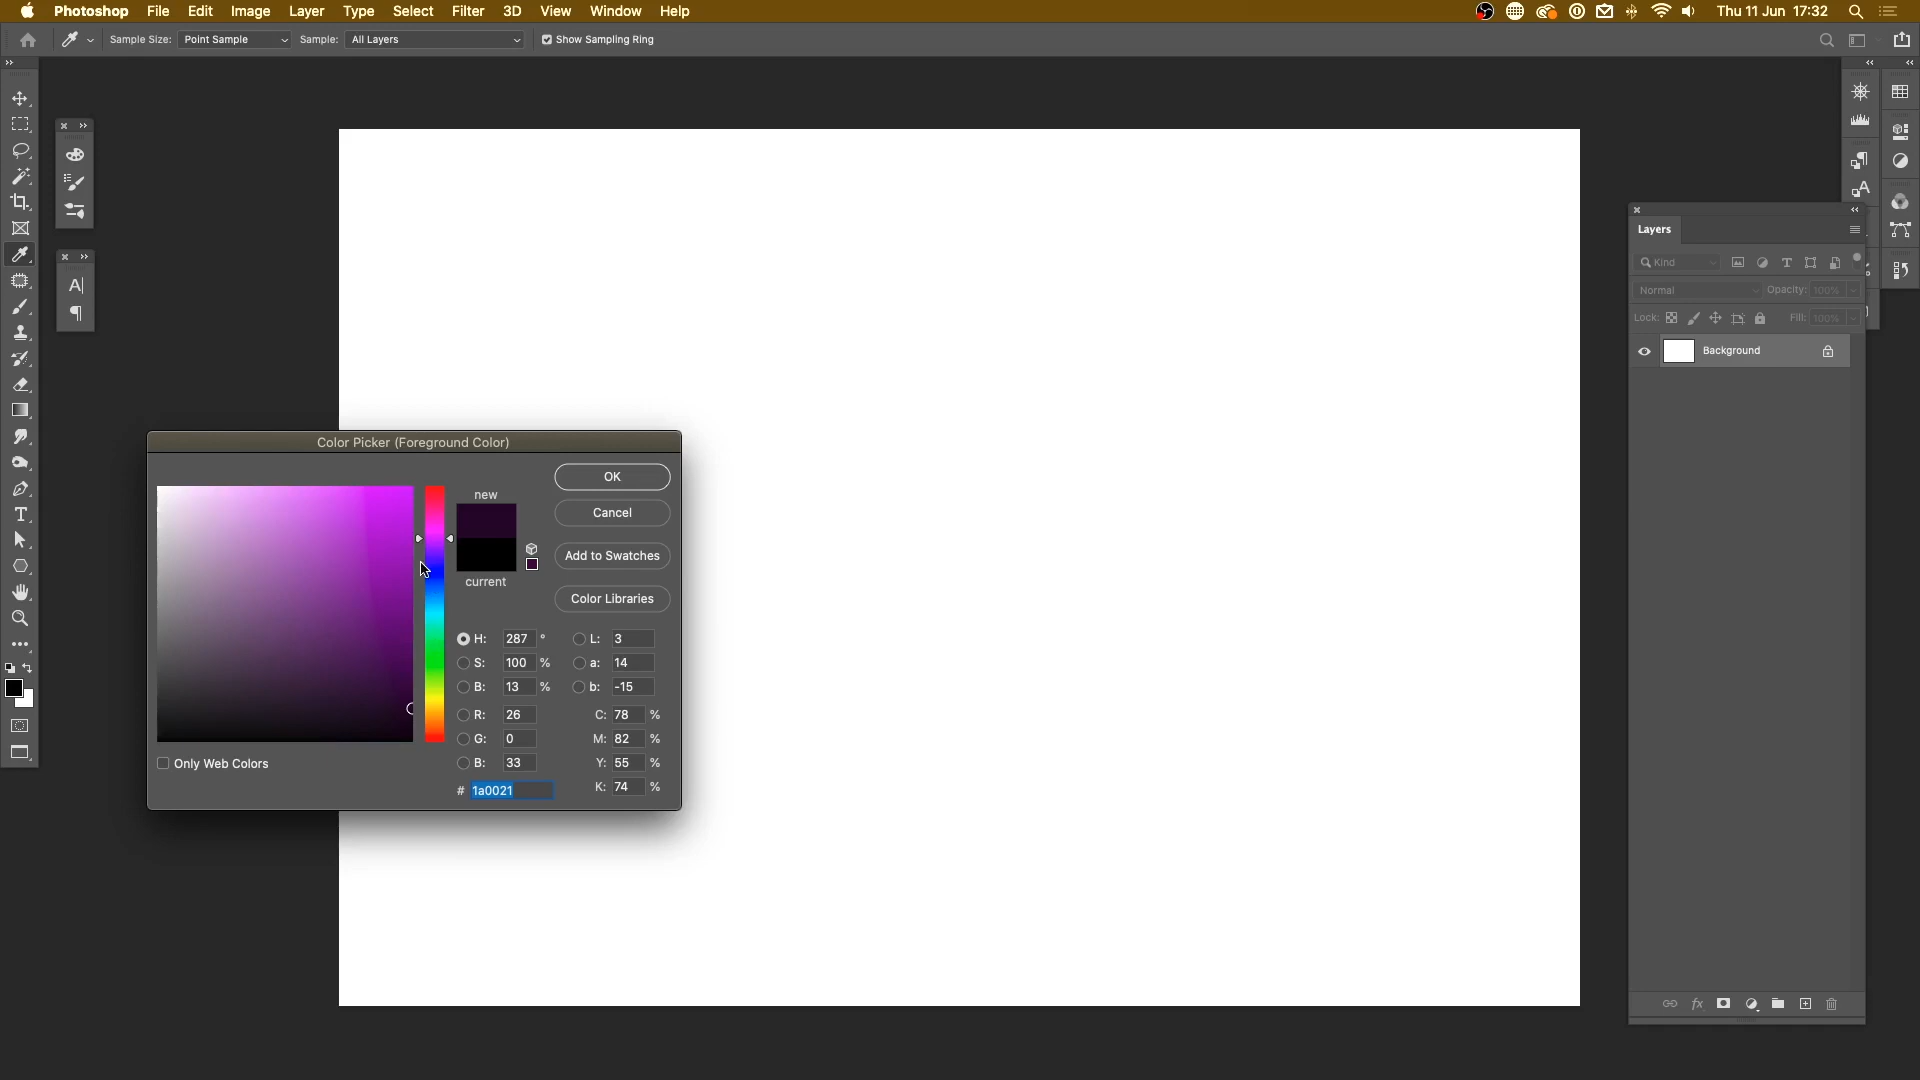 Photoshop File Edit Image Layer Type Select Filter 3D View Window Help Thu 11 Jun 17:32
Sample Size: Point Sample Sample: All Layers Show Sampling Ring
Layers
Kind
Normal Opacity: 100%
Lock: Fill: 100%
Background
Color Picker (Foreground Color)
new
current
OK
Cancel
Add to Swatches
Color Libraries
H: 287 ° L: 3
S: 100 % a: 14
B: 13 % b: -15
R: 26 C: 78 %
G: 0 M: 82 %
B: 33 Y: 55 %
# 1a0021 K: 74 %
Only Web Colors